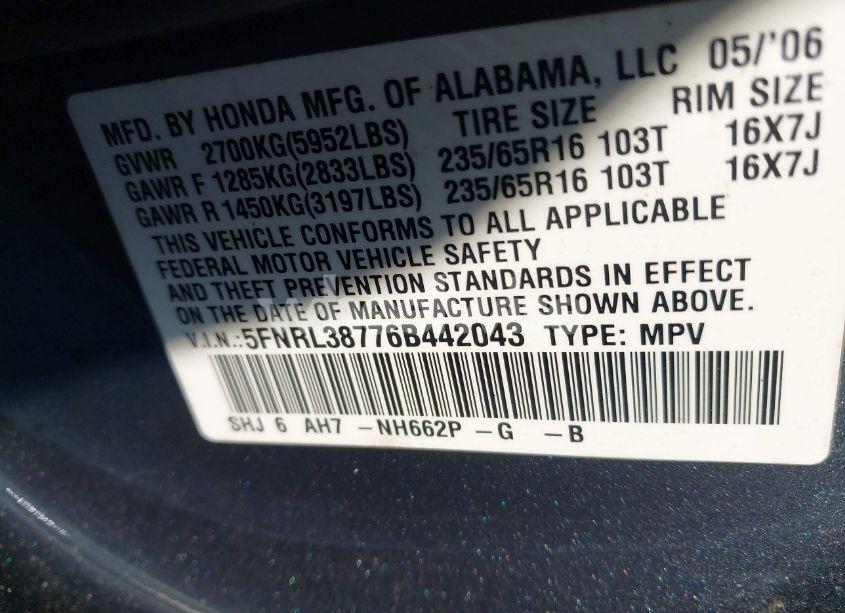 MFD. BY HONDA MFG. OF ALABAMA, LLC 05/'06
GVWR 2700KG(5952LBS) TIRE SIZE RIM SIZE
GAWR F 1285KG(2833LBS) 235/65R16 103T 16X7J
GAWR R 1450KG(3197LBS) 235/65R16 103T 16X7J
THIS VEHICLE CONFORMS TO ALL APPLICABLE
FEDERAL MOTOR VEHICLE SAFETY
AND THEFT PREVENTION STANDARDS IN EFFECT
ON THE DATE OF MANUFACTURE SHOWN ABOVE.
V.I.N.:5FNRL38776B442043 TYPE: MPV
SHJ 6 AH7 -NH662P -G -B